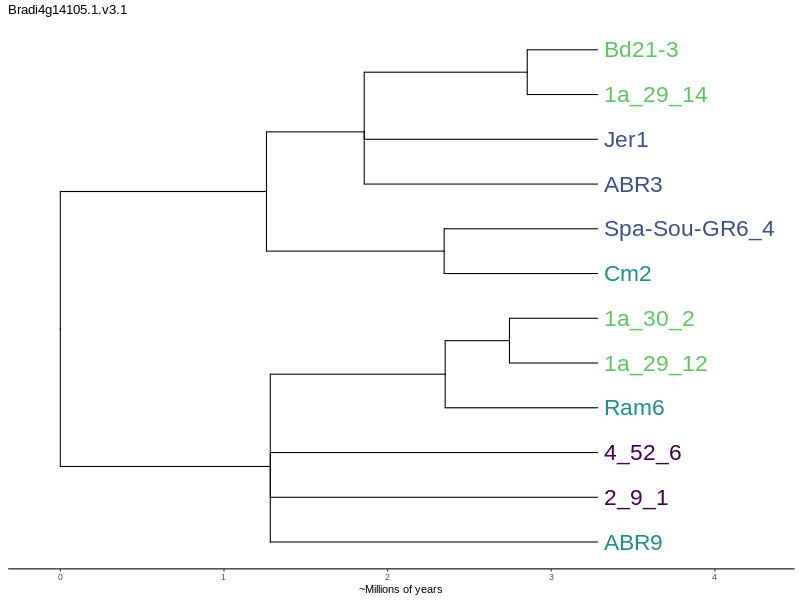 Bradi4g14105.1.v3.1
Bd21-3
1a_29_14
Jer1
ABR3
Spa-Sou-GR6_4
Cm2
1a_30_2
1a_29_12
Ram6
4_52_6
2_9_1
ABR9
0 1 2 3 4
~Millions of years